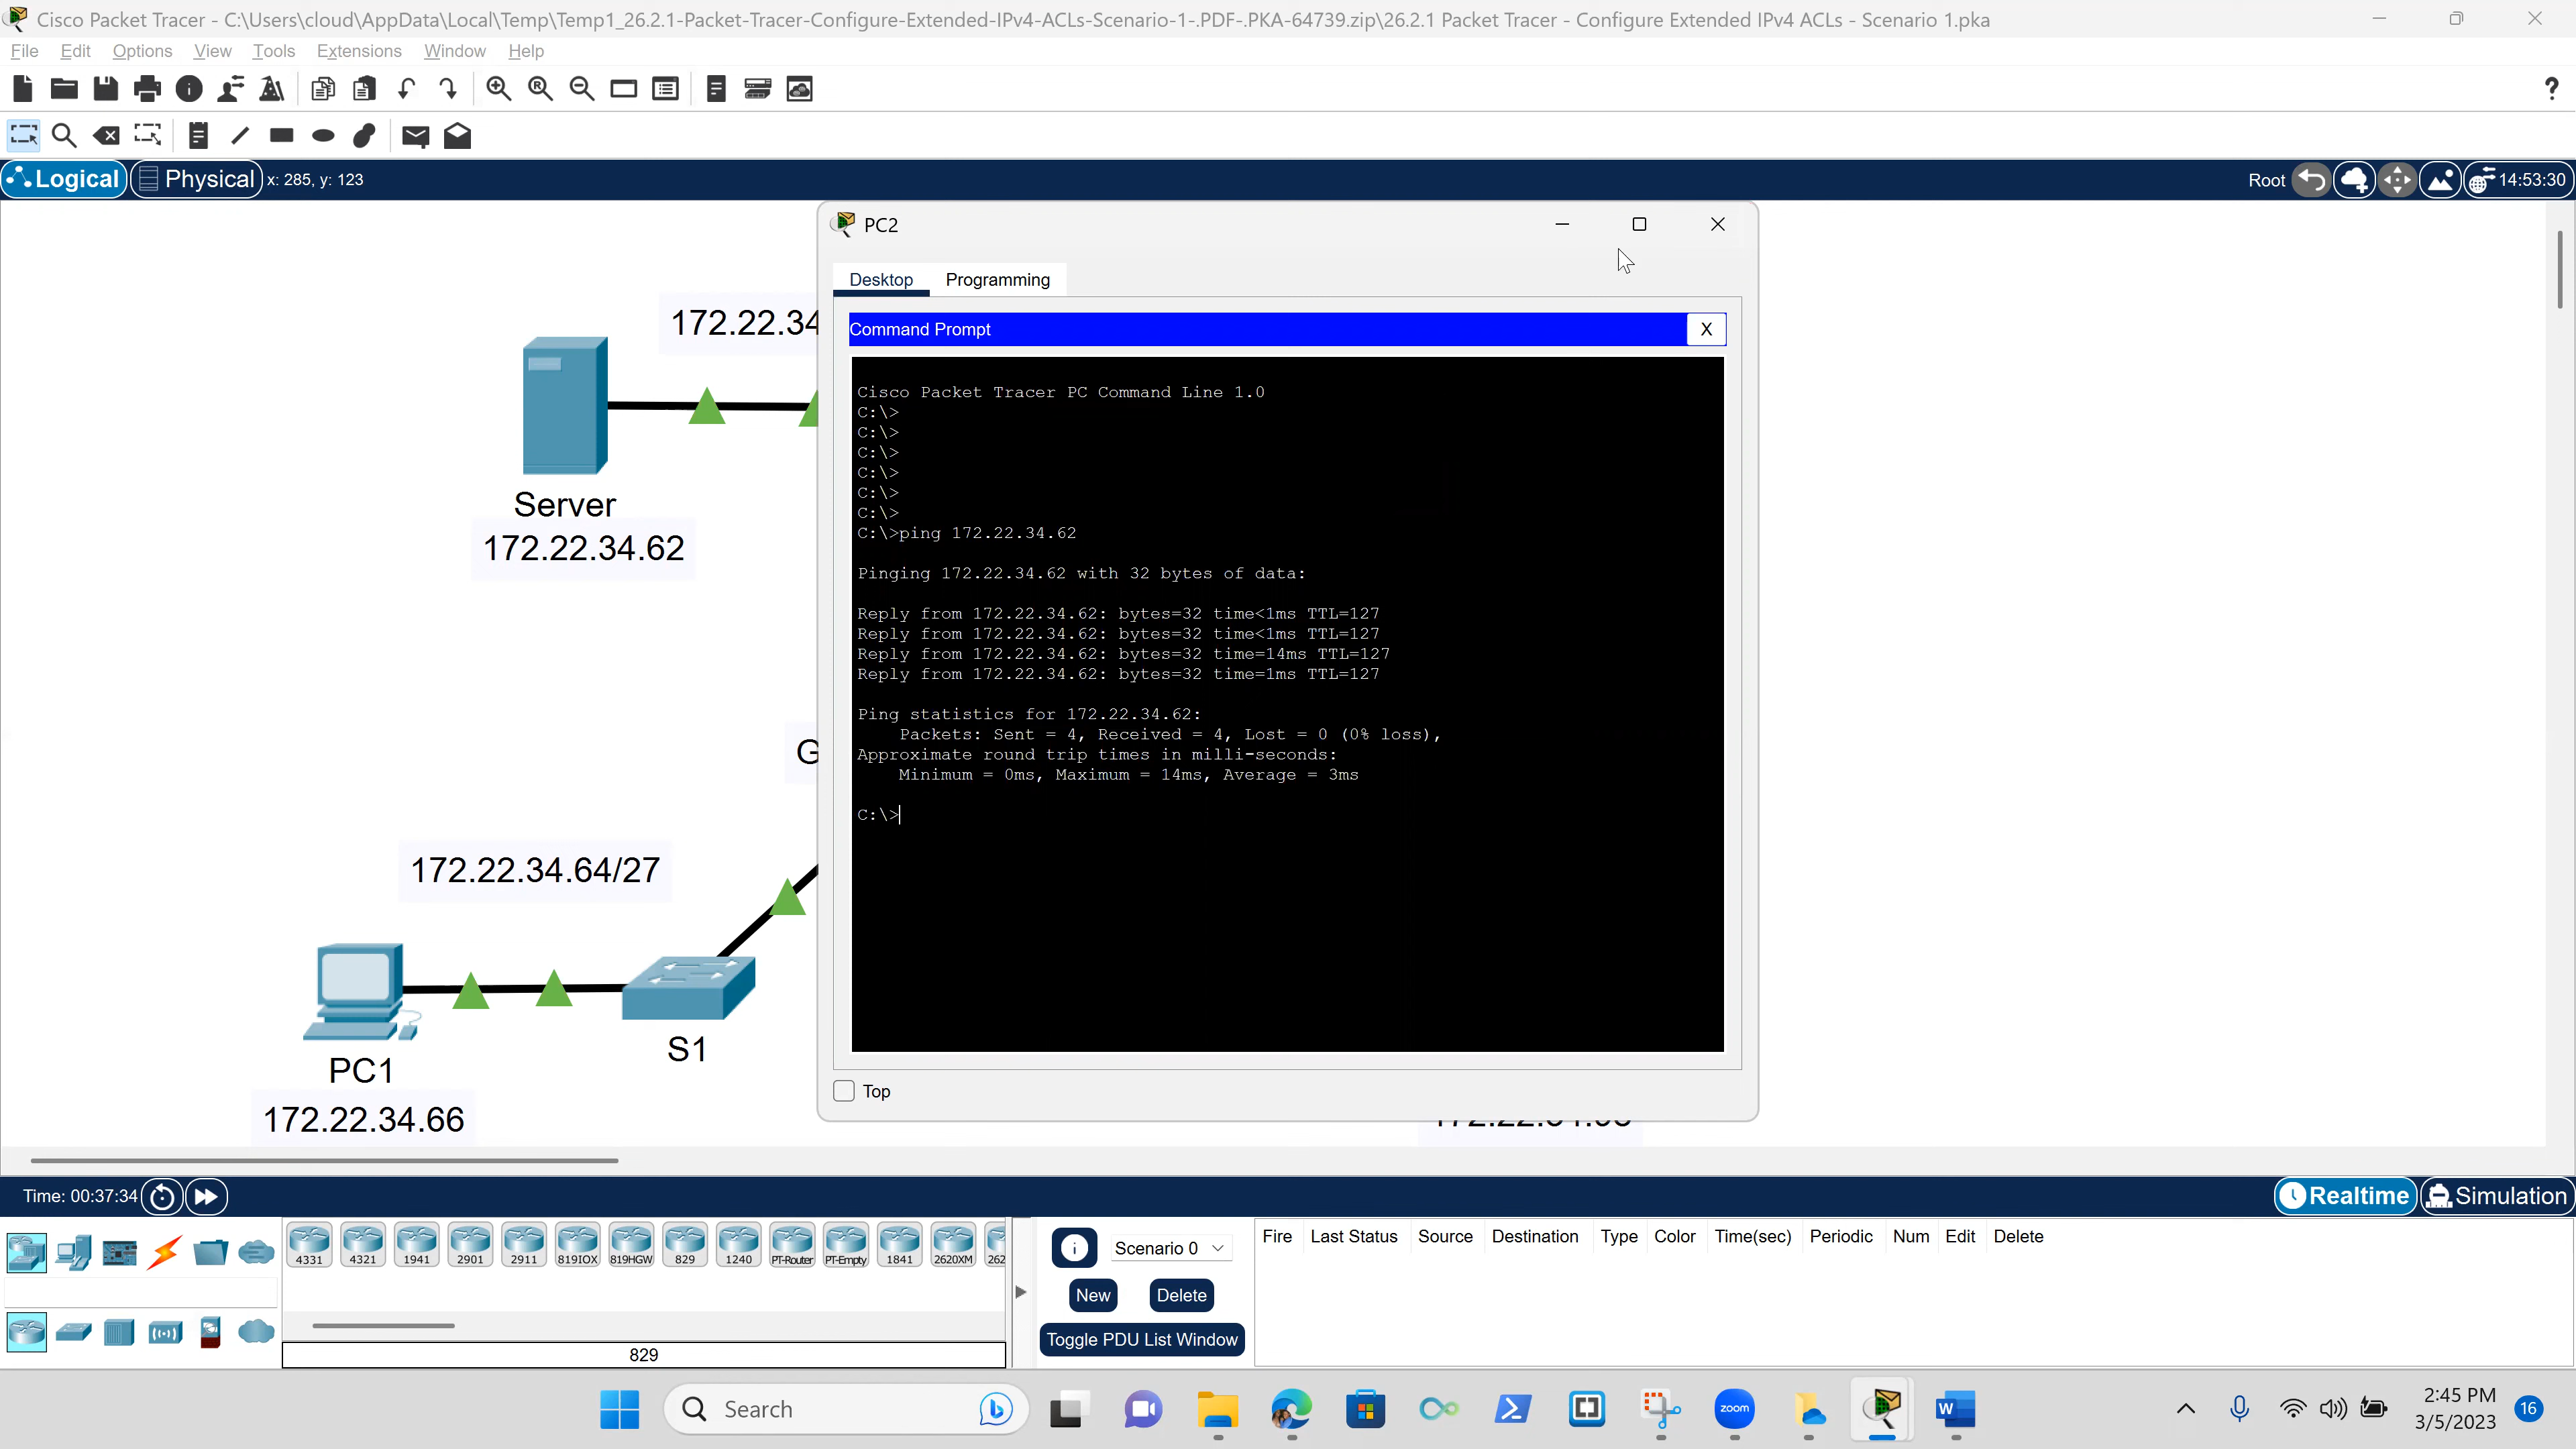 Cisco Packet Tracer - C:\Users\cloud\AppData\Local\Temp\Temp1_26.2.1-Packet-Tracer-Configure-Extended-IPv4-ACLs-Scenario-1-.PDF-.PKA-64739.zip\26.2.1 Packet Tracer - Configure Extended IPv4 ACLs - Scenario 1.pka
File Edit Options View Tools Extensions Window Help
Logical Physical x: 285, y: 123 Root 14:53:30
PC2
Desktop Programming
Command Prompt X
Cisco Packet Tracer PC Command Line 1.0
C:\>
C:\>
C:\>
C:\>
C:\>
C:\>
C:\>ping 172.22.34.62
Pinging 172.22.34.62 with 32 bytes of data:
Reply from 172.22.34.62: bytes=32 time<1ms TTL=127
Reply from 172.22.34.62: bytes=32 time<1ms TTL=127
Reply from 172.22.34.62: bytes=32 time=14ms TTL=127
Reply from 172.22.34.62: bytes=32 time=1ms TTL=127
Ping statistics for 172.22.34.62:
Packets: Sent = 4, Received = 4, Lost = 0 (0% loss),
Approximate round trip times in milli-seconds:
Minimum = 0ms, Maximum = 14ms, Average = 3ms
C:\>
Top
172.22.34
Server
172.22.34.62
G
172.22.34.64/27
S1
PC1
172.22.34.66
Time: 00:37:34 Realtime Simulation
4331 4321 1941 2901 2911 819IOX 819HGW 829 1240 PT-Router PT-Empty 1841 2620XM 262
829
Scenario 0
New Delete
Toggle PDU List Window
Fire Last Status Source Destination Type Color Time(sec) Periodic Num Edit Delete
Search
zoom
W
2:45 PM
3/5/2023
16